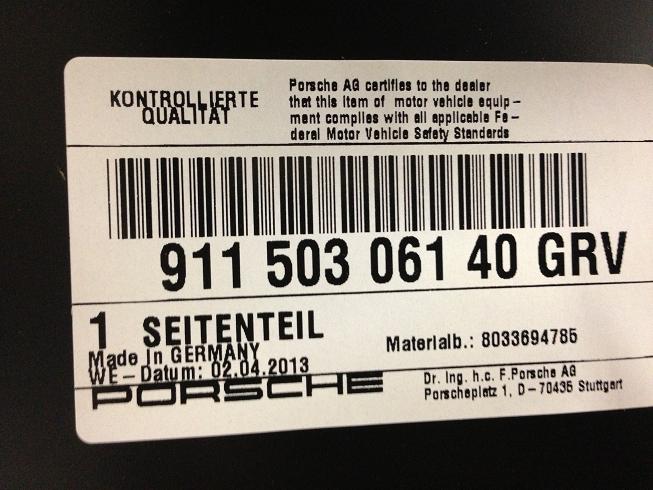 KONTROLLIERTE
QUALITÄT
Porsche AG certifies to the dealer
that this item of motor vehicle equip-
ment complies with all applicable Fe-
deral Motor Vehicle Safety Standards
911 503 061 40 GRV
1 SEITENTEIL
Made In GERMANY
WE-Datum: 02.04.2013
Materialb.: 8033694785
PORSCHE
Dr. Ing. h.c. F.Porsche AG
Porscheplatz 1, D-70435 Stuttgart